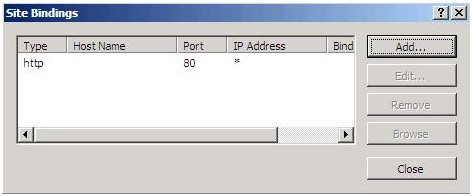 Site Bindings
Type Host Name Port IP Address Bind
http 80 *
Add...
Edit...
Remove
Browse
Close